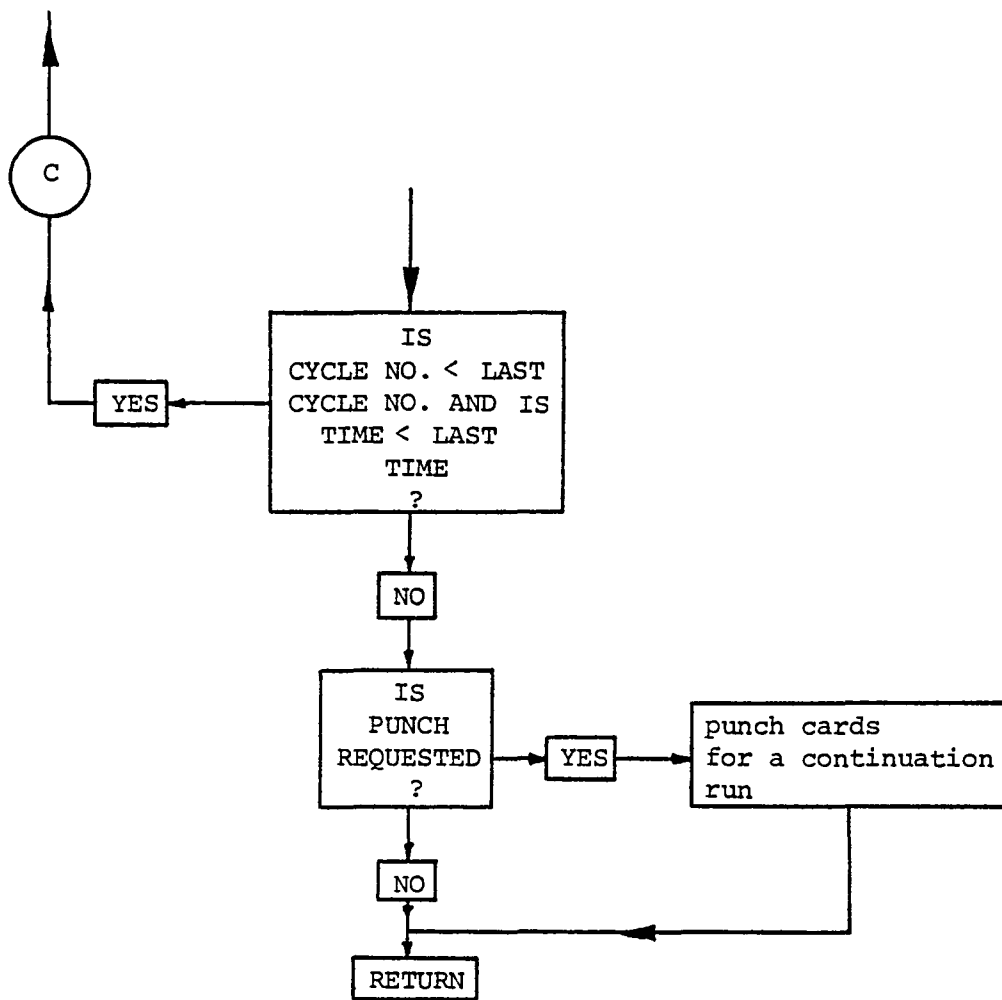 C
IS
CYCLE NO. < LAST
CYCLE NO. AND IS
TIME < LAST
TIME
?
YES
NO
IS
PUNCH
REQUESTED
?
YES
punch cards
for a continuation
run
NO
RETURN